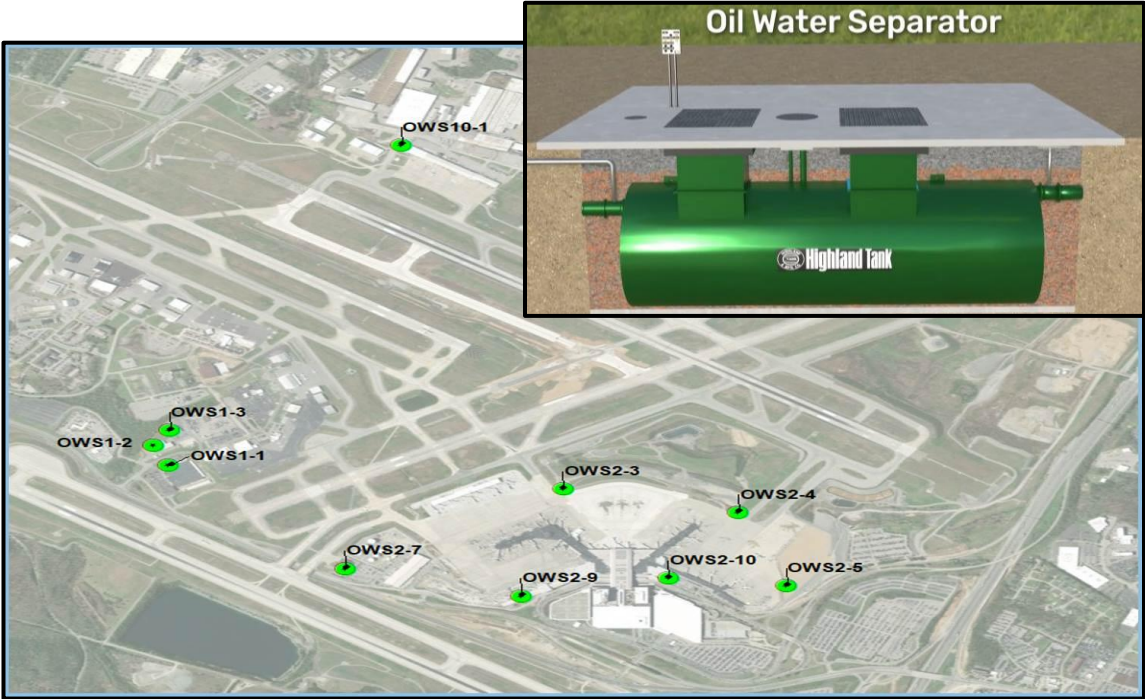 Oil Water Separator
Highland Tank
OWS10-1
OWS1-3
OWS1-2
OWS1-1
OWS2-3
OWS2-4
OWS2-7
OWS2-10
OWS2-9
OWS2-5